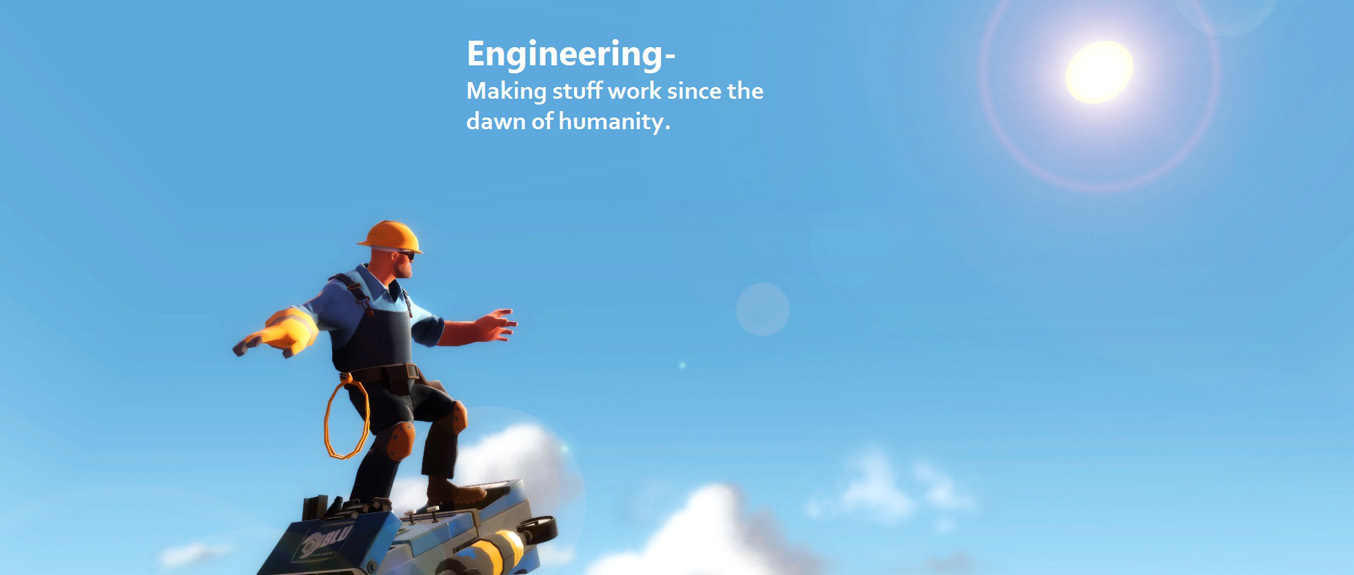 Engineering-
Making stuff work since the
dawn of humanity.
BLU